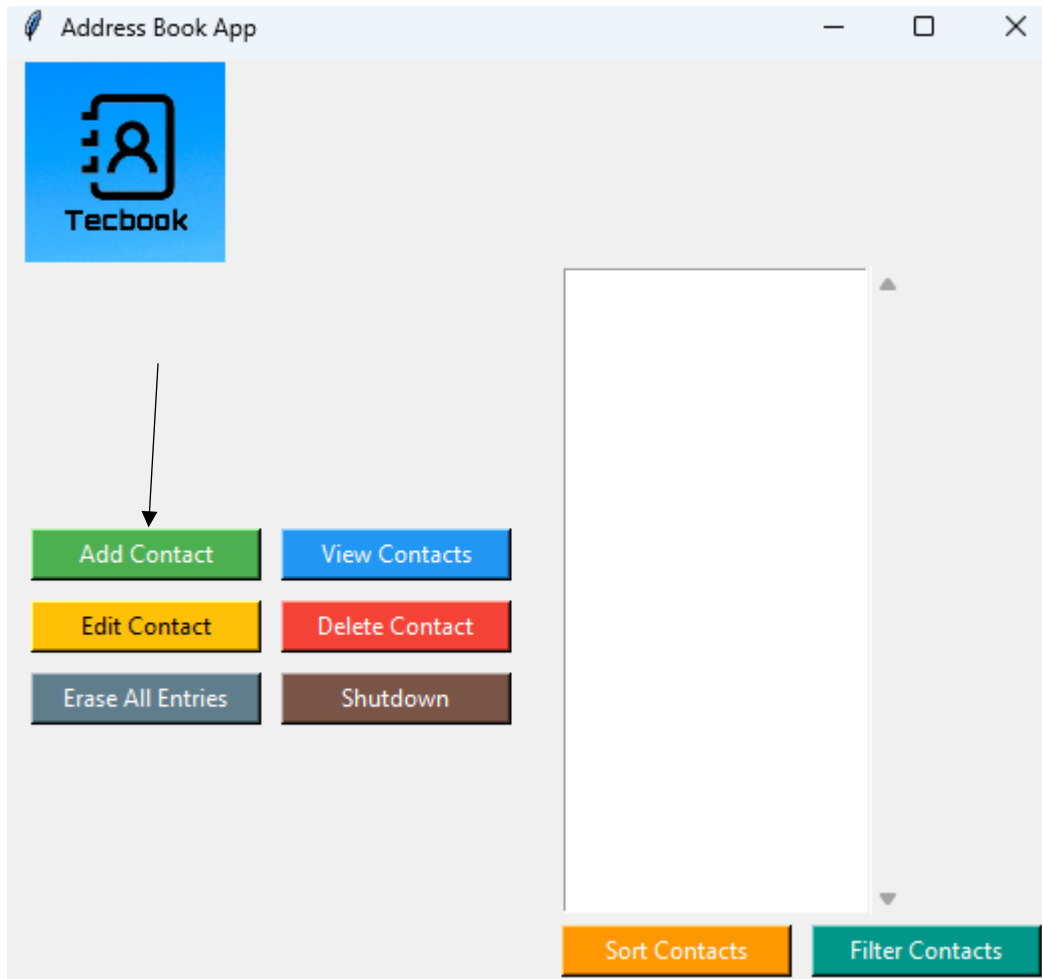 Address Book App
Tecbook
Add Contact
View Contacts
Edit Contact
Delete Contact
Erase All Entries
Shutdown
Sort Contacts
Filter Contacts